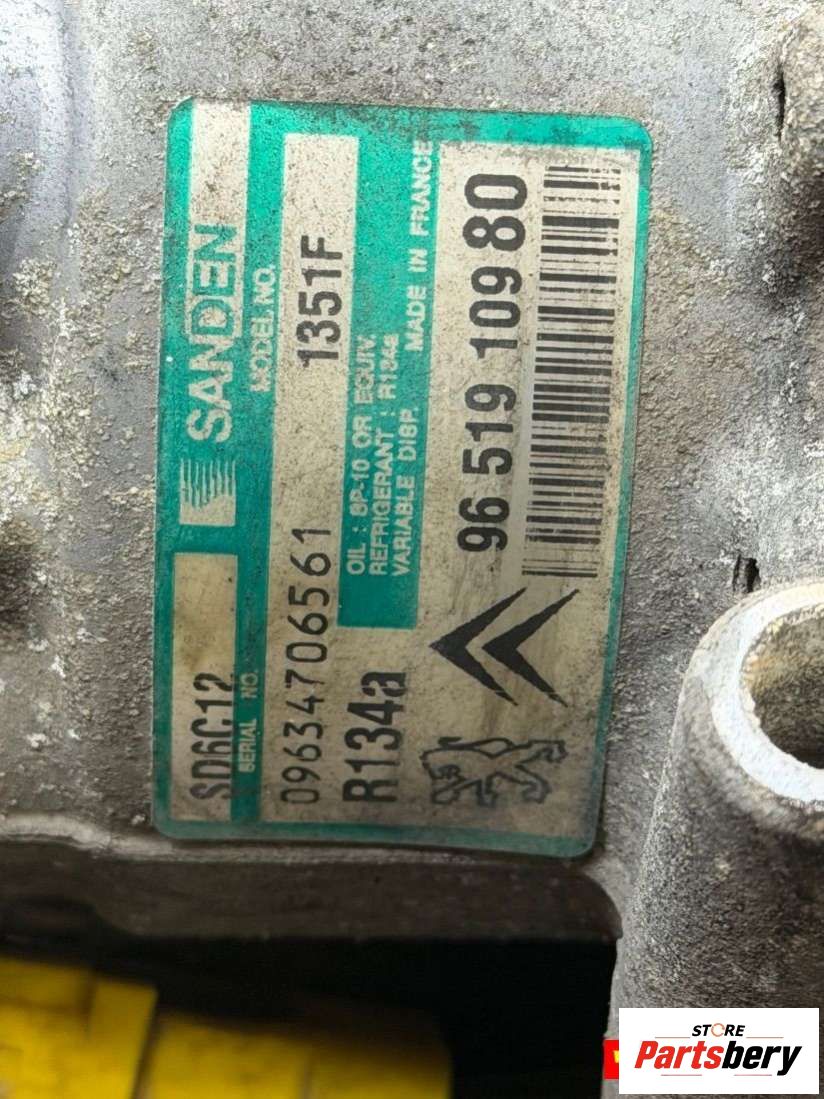 SD6C12 SANDEN
SERIAL NO. MODEL NO.
09634706561 1351F
OIL : SP-10 OR EQUIV.
REFRIGERANT : R134a
VARIABLE DISP. MADE IN FRANCE
R134a
96 519 109 80
STORE
Partsbery